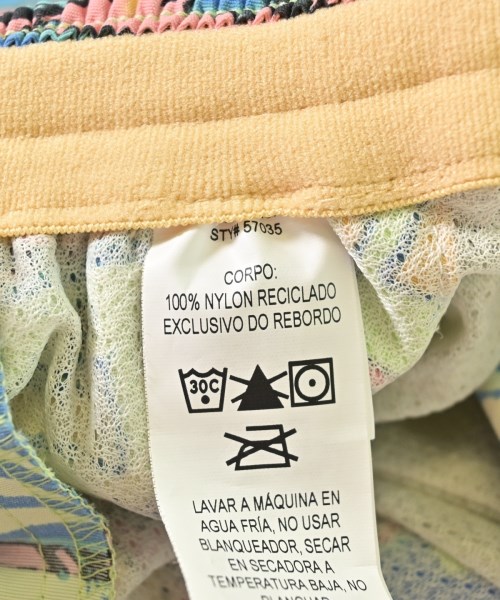 STY# 57035
CORPO:
100% NYLON RECICLADO
EXCLUSIVO DO REBORDO
30C
LAVAR A MÁQUINA EN
AGUA FRÍA, NO USAR
BLANQUEADOR, SECAR
EN SECADORA A
TEMPERATURA BAJA, NO